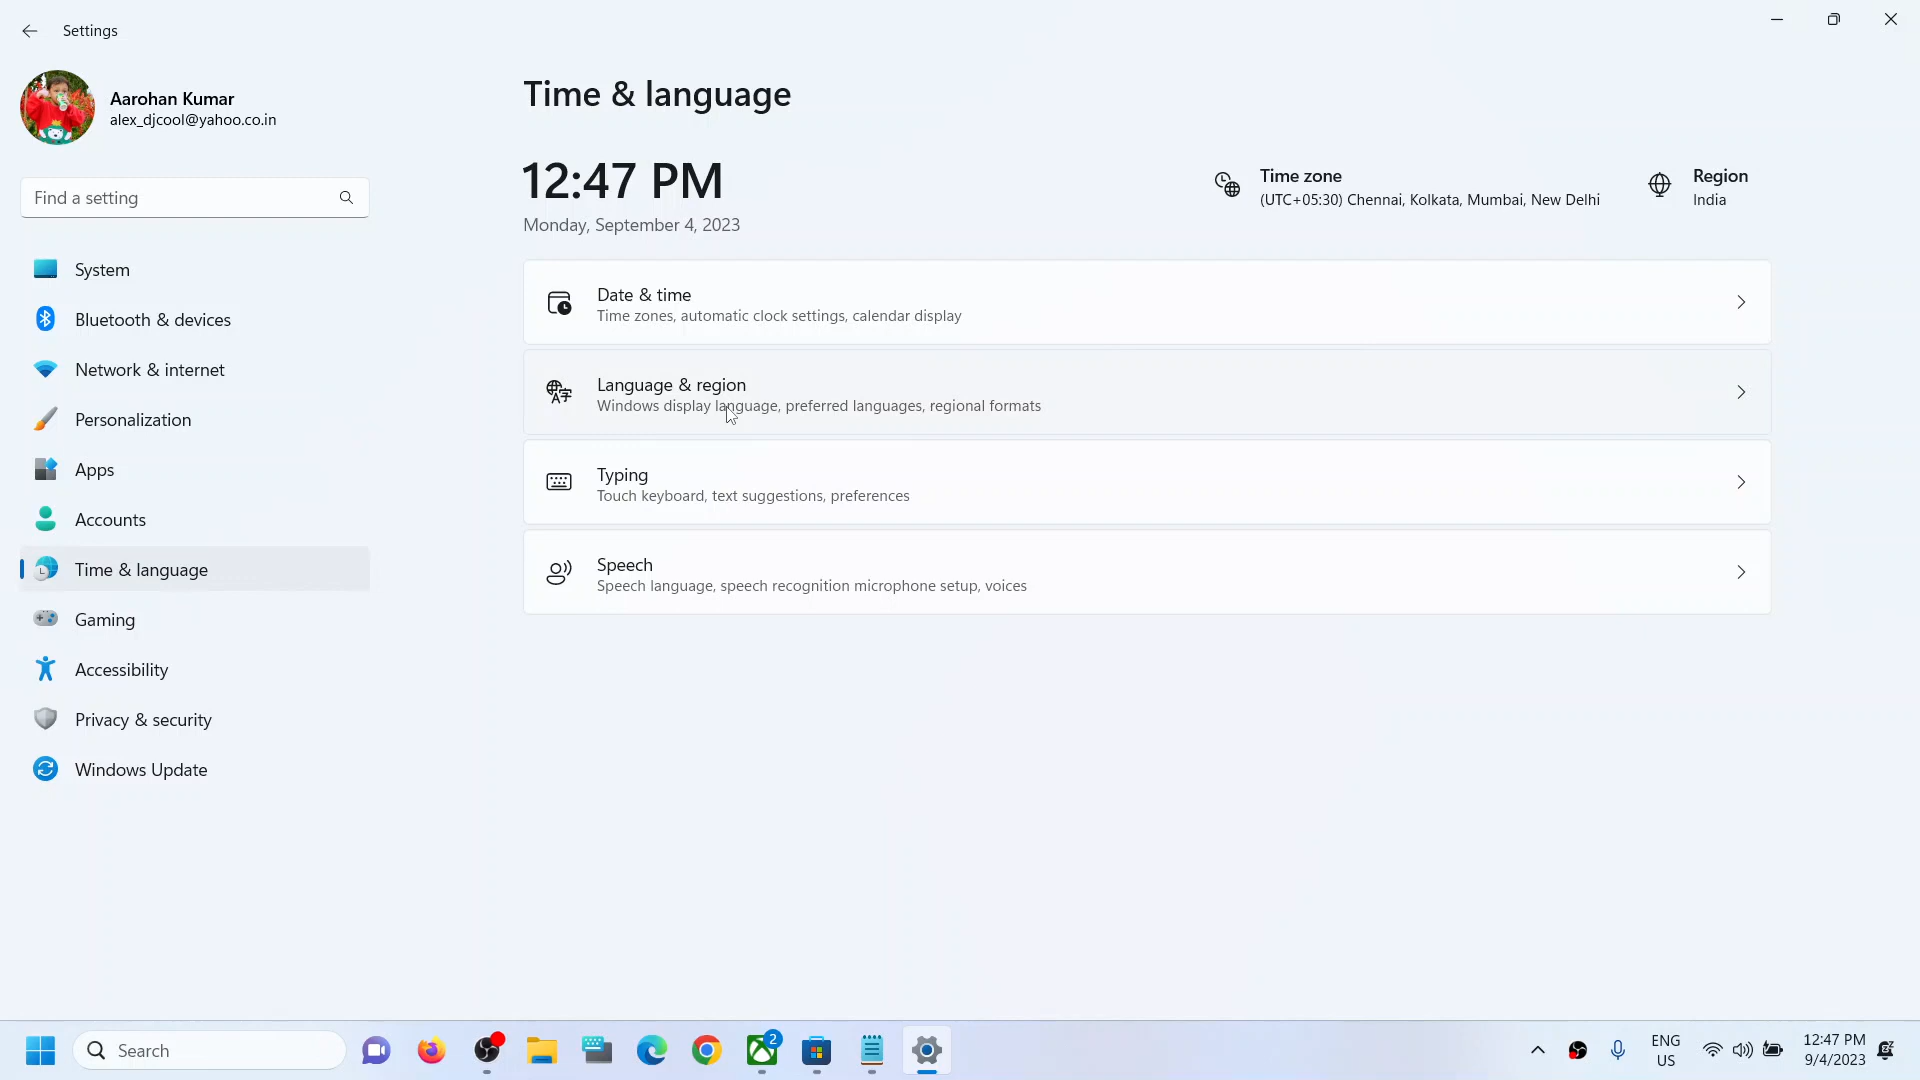 Settings
Aarohan Kumar
alex_djcool@yahoo.co.in
Find a setting
System
Bluetooth & devices
Network & internet
Personalization
Apps
Accounts
Time & language
Gaming
Accessibility
Privacy & security
Windows Update
Time & language
12:47 PM
Monday, September 4, 2023
Time zone
(UTC+05:30) Chennai, Kolkata, Mumbai, New Delhi
Region
India
Date & time
Time zones, automatic clock settings, calendar display
Language & region
Windows display language, preferred languages, regional formats
Typing
Touch keyboard, text suggestions, preferences
Speech
Speech language, speech recognition microphone setup, voices
Search
2
ENG
US
12:47 PM
9/4/2023